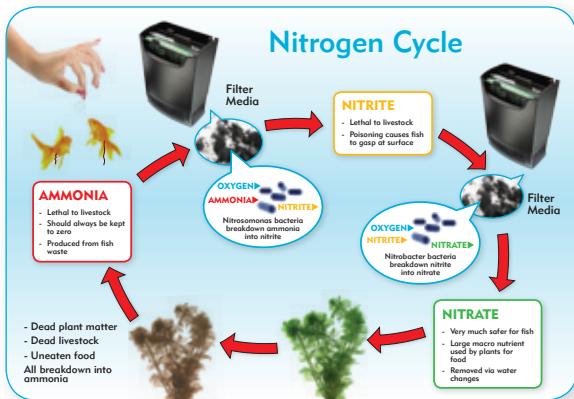 Nitrogen Cycle
Filter
Media
NITRITE
- Lethal to livestock
- Poisoning causes fish
to gasp at surface
AMMONIA
- Lethal to livestock
- Should always be kept
to zero
- Produced from fish
waste
OXYGEN
AMMONIA
NITRITE
Nitrosomonas bacteria
breakdown ammonia
into nitrite
Filter
Media
OXYGEN
NITRITE
NITRATE
Nitrobacter bacteria
breakdown nitrite
into nitrate
NITRATE
- Very much safer for fish
- Large macro nutrient
used by plants for
food
- Removed via water
changes
- Dead plant matter
- Dead livestock
- Uneaten food
All breakdown into
ammonia